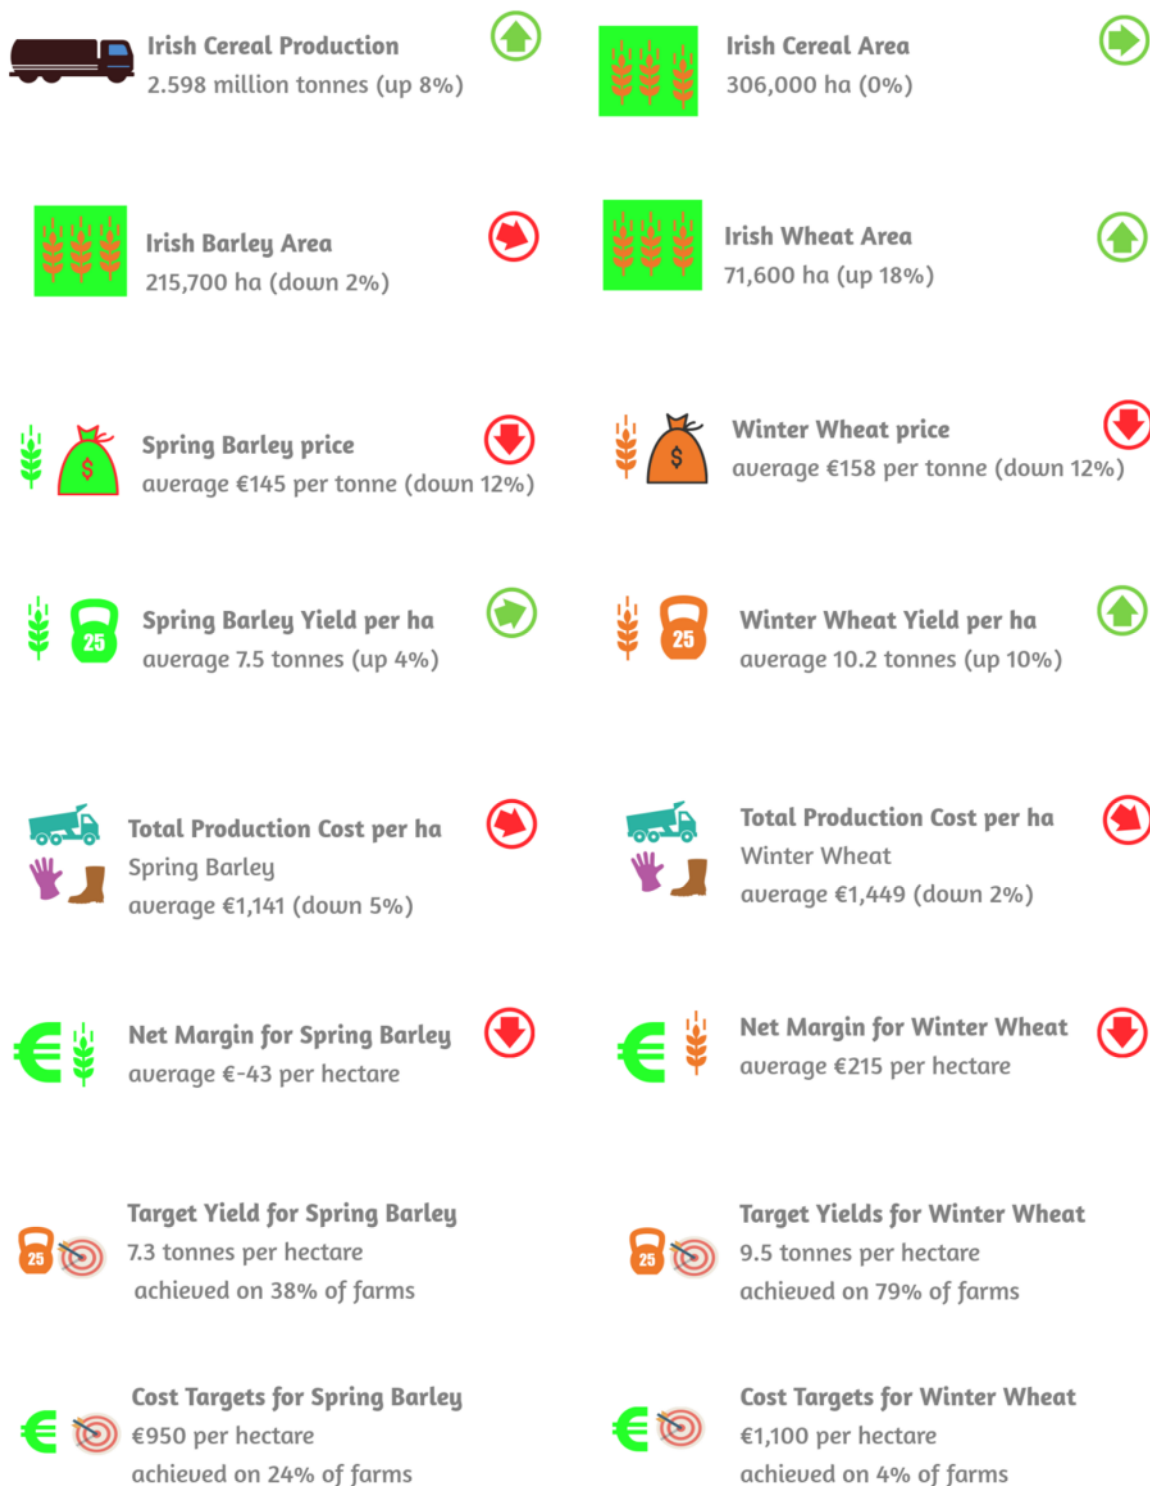 Irish Cereal Production
2.598 million tonnes (up 8%)
Irish Cereal Area
306,000 ha (0%)
Irish Barley Area
215,700 ha (down 2%)
Irish Wheat Area
71,600 ha (up 18%)
$
Spring Barley price
average €145 per tonne (down 12%)
$
Winter Wheat price
average €158 per tonne (down 12%)
25
Spring Barley Yield per ha
average 7.5 tonnes (up 4%)
25
Winter Wheat Yield per ha
average 10.2 tonnes (up 10%)
Total Production Cost per ha
Spring Barley
average €1,141 (down 5%)
Total Production Cost per ha
Winter Wheat
average €1,449 (down 2%)
€
Net Margin for Spring Barley
average €-43 per hectare
€
Net Margin for Winter Wheat
average €215 per hectare
25
Target Yield for Spring Barley
7.3 tonnes per hectare
achieved on 38% of farms
25
Target Yields for Winter Wheat
9.5 tonnes per hectare
achieved on 79% of farms
€
Cost Targets for Spring Barley
€950 per hectare
achieved on 24% of farms
€
Cost Targets for Winter Wheat
€1,100 per hectare
achieved on 4% of farms